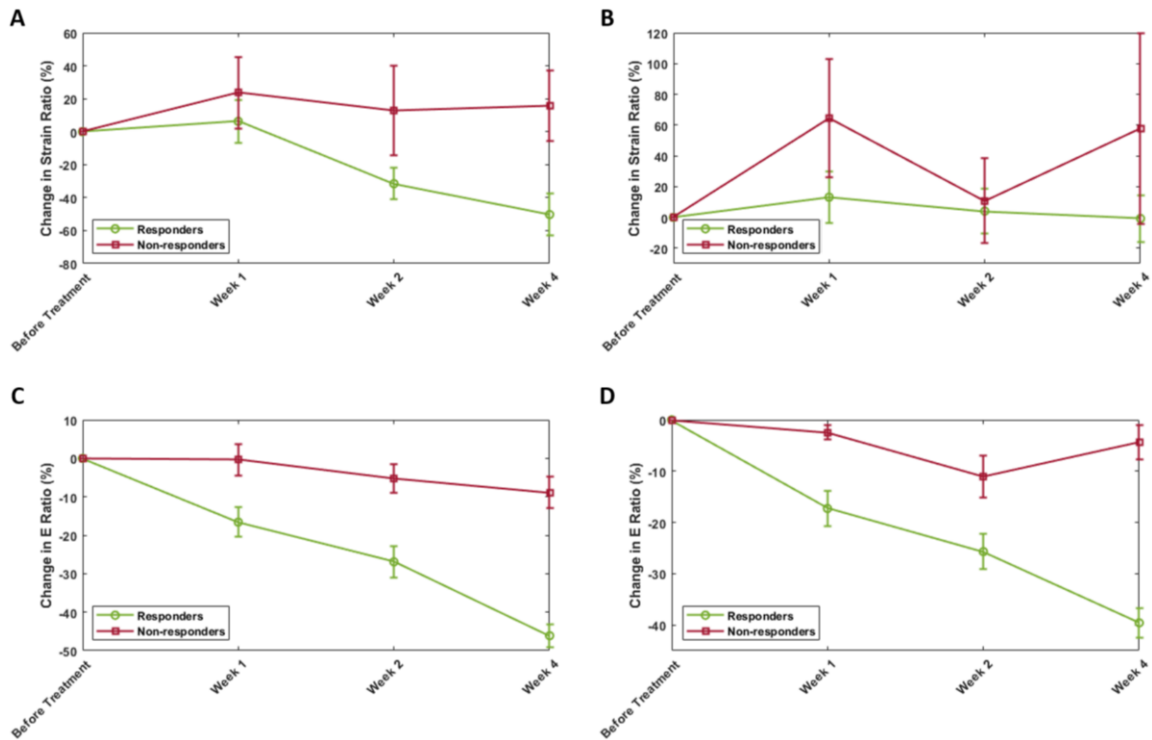 A
Change in Strain Ratio (%)
60
40
20
0
-20
-40
-60
-80
Responders
Non-responders
Before Treatment
Week 1
Week 2
Week 4
B
Change in Strain Ratio (%)
120
100
80
60
40
20
0
-20
Responders
Non-responders
Before Treatment
Week 1
Week 2
Week 4
C
Change in E Ratio (%)
10
0
-10
-20
-30
-40
-50
Responders
Non-responders
Before Treatment
Week 1
Week 2
Week 4
D
Change in E Ratio (%)
0
-10
-20
-30
-40
Responders
Non-responders
Before Treatment
Week 1
Week 2
Week 4